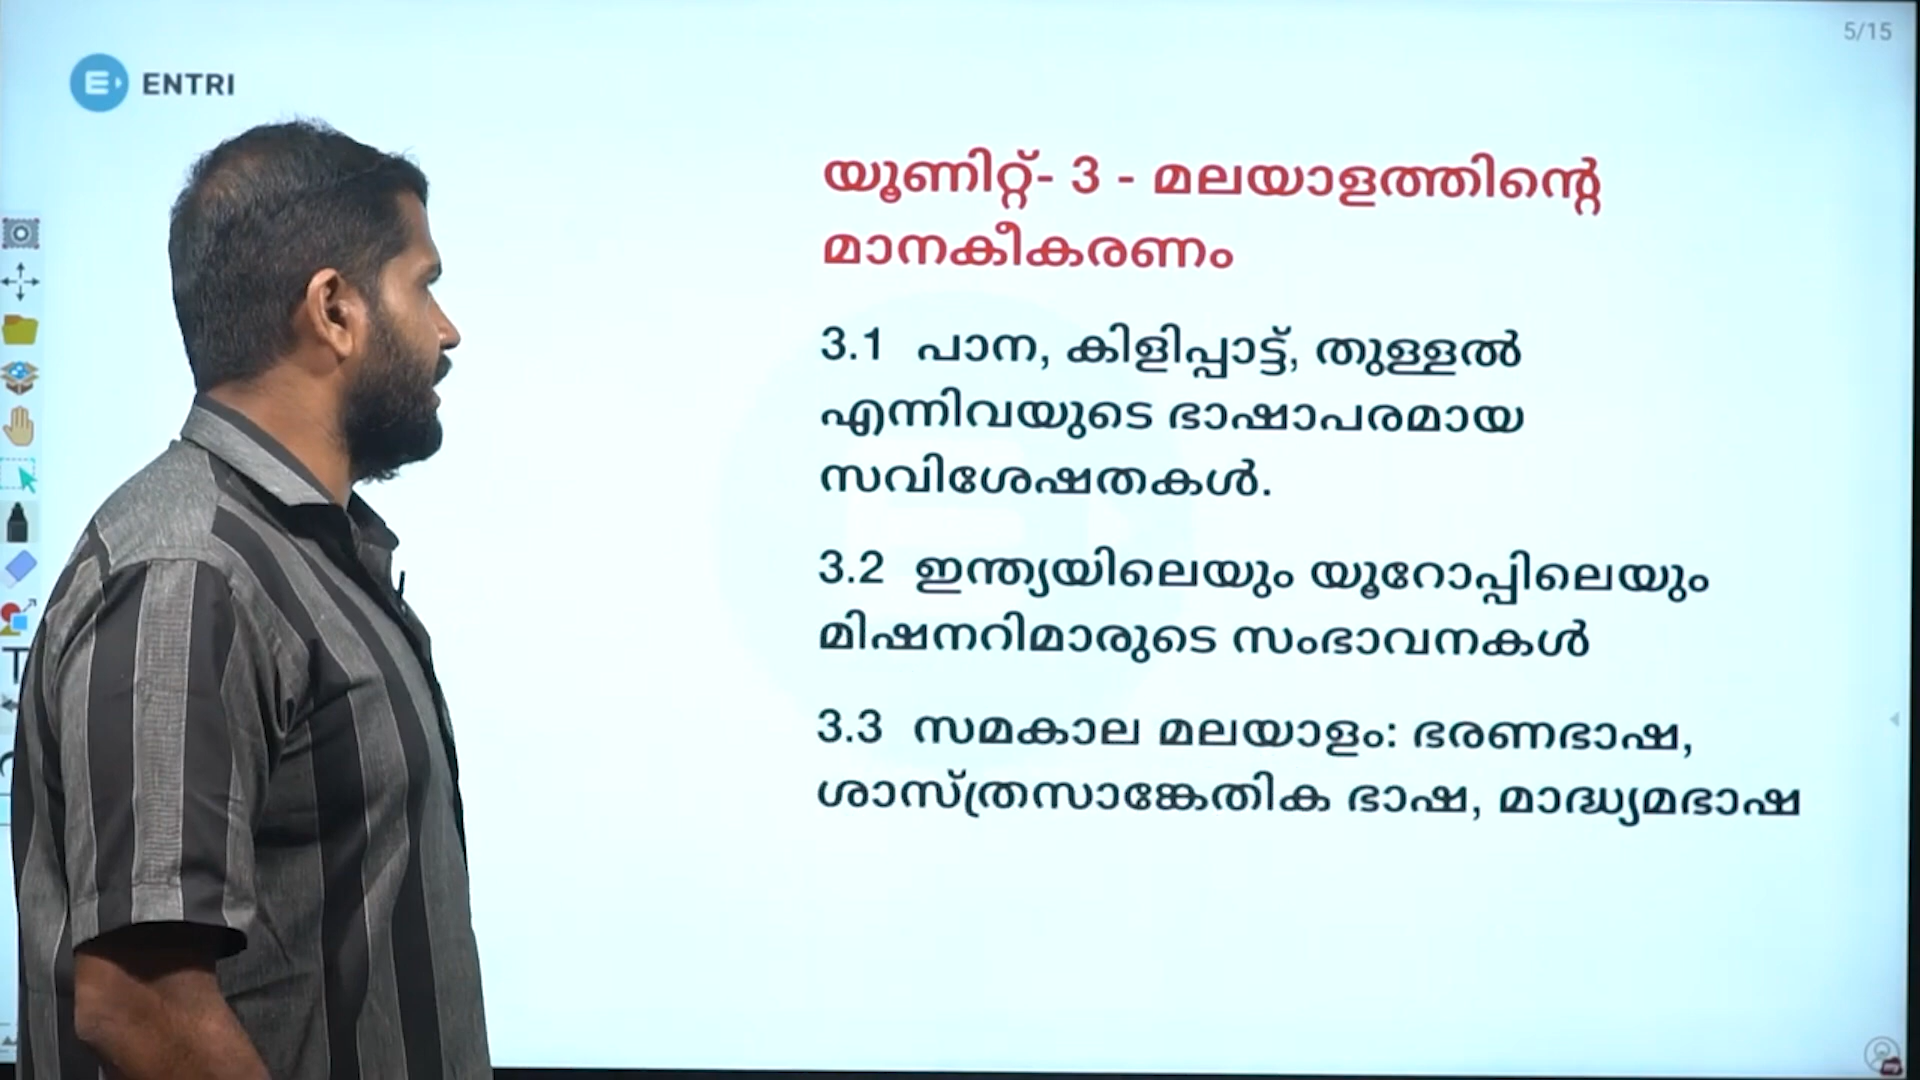 5/15
ENTRI
യൂണിറ്റ്- 3 - മലയാളത്തിന്റെ
മാനകീകരണം
3.1 പാന, കിളിപ്പാട്ട്, തുള്ളൽ
എന്നിവയുടെ ഭാഷാപരമായ
സവിശേഷതകൾ.
3.2 ഇന്ത്യയിലെയും യൂറോപ്പിലെയും
മിഷനറിമാരുടെ സംഭാവനകൾ
3.3 സമകാല മലയാളം: ഭരണഭാഷ,
ശാസ്ത്രസാങ്കേതിക ഭാഷ, മാദ്ധ്യമഭാഷ